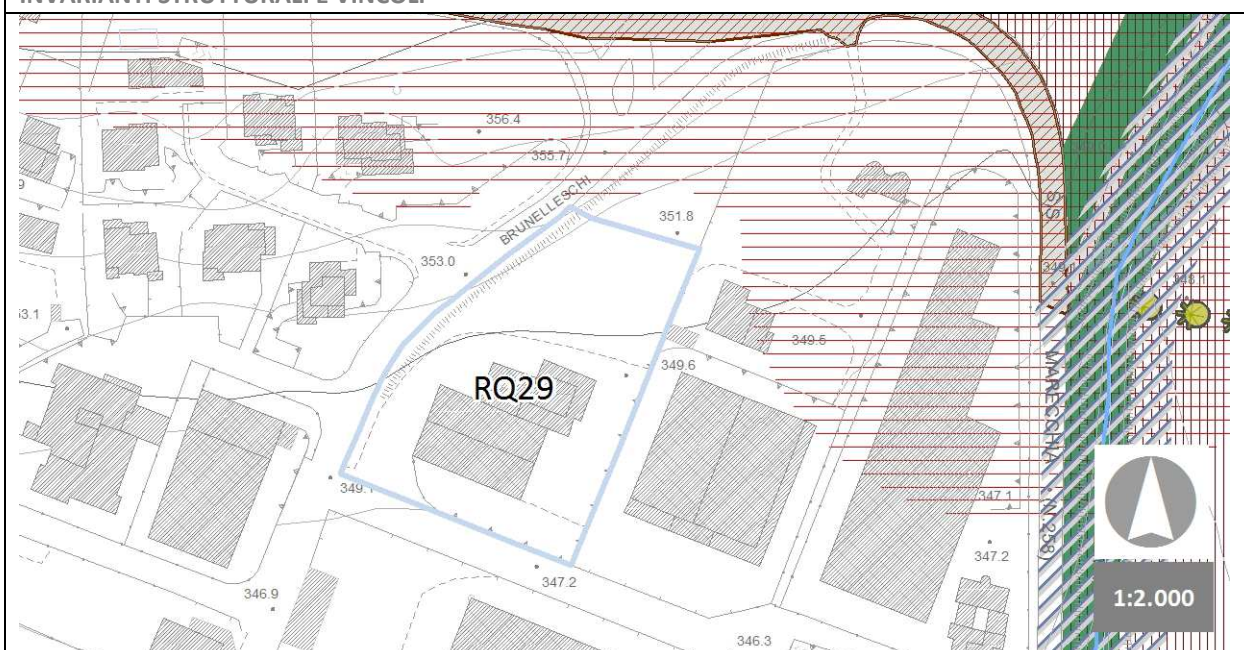 INVARIANTI STRUTTURALI E VINCOLI
356.4
355.7
BRUNELLESCHI
351.8
353.0
RQ29
349.6
349.5
349.1
347.2
346.9
346.3
347.1
347.2
MARECCHIA
(N.258)
1:2.000